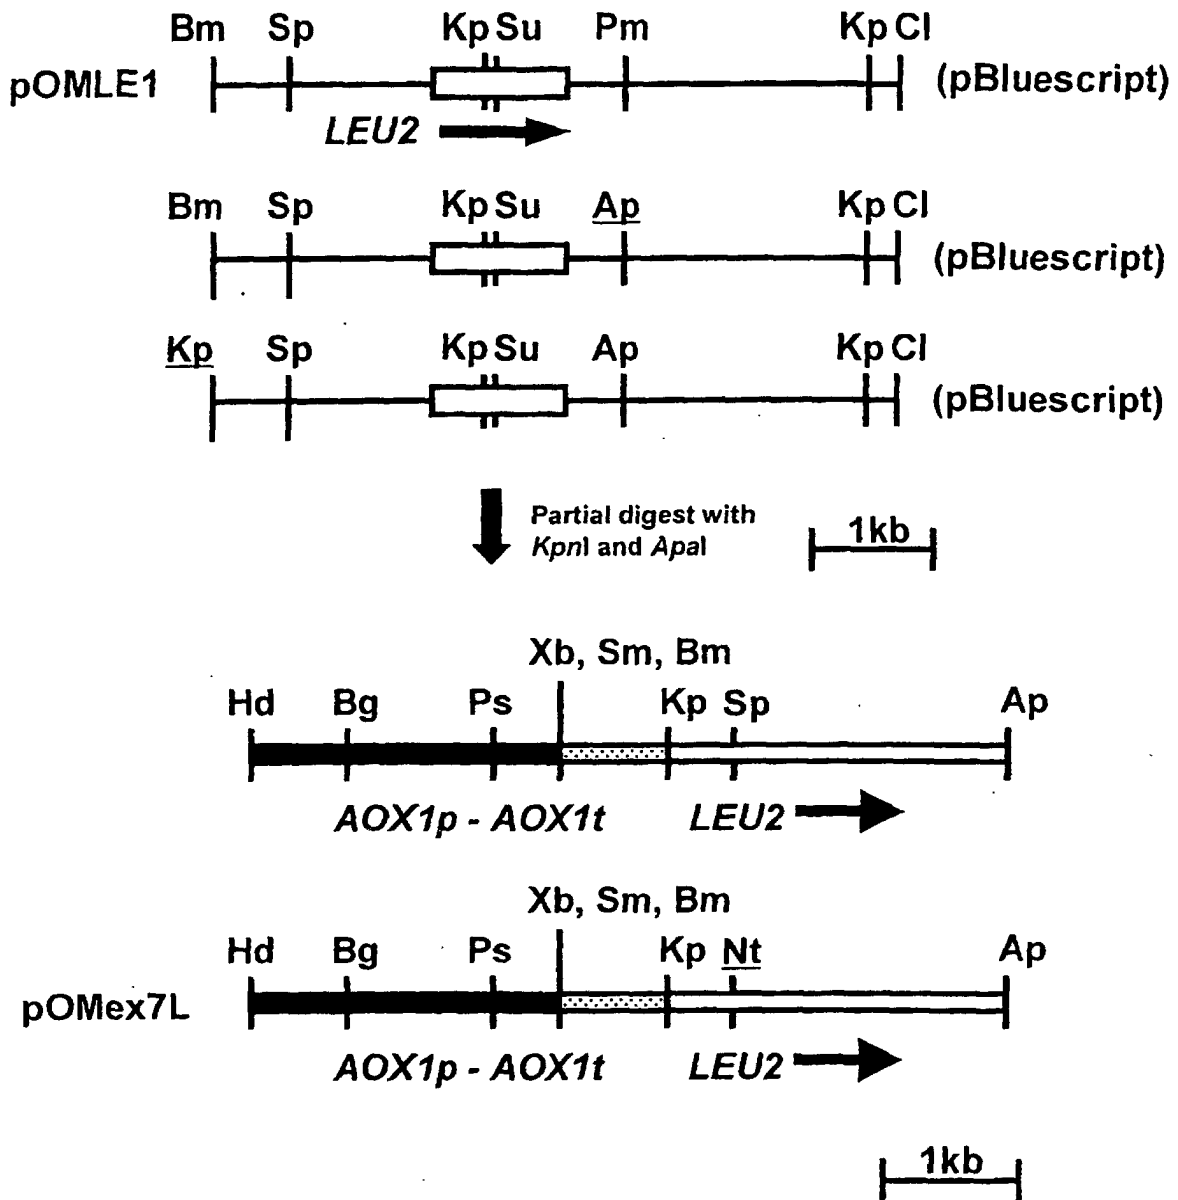 Bm Sp Kp Su Pm Kp Cl
pOMLE1 (pBluescript)
LEU2
Bm Sp Kp Su Ap Kp Cl
(pBluescript)
Kp Sp Kp Su Ap Kp Cl
(pBluescript)
Partial digest with
KpnI and ApaI
1kb
Xb, Sm, Bm
Hd Bg Ps Kp Sp Ap
AOX1p - AOX1t LEU2
Xb, Sm, Bm
Hd Bg Ps Kp Nt Ap
pOMex7L
AOX1p - AOX1t LEU2
1kb